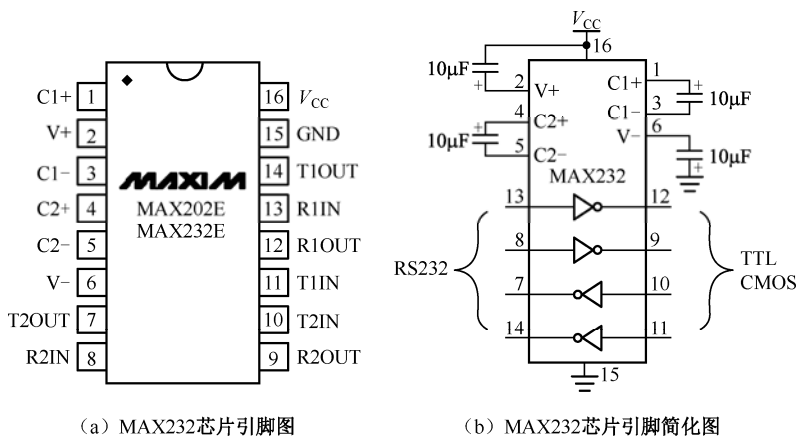 C1+ 1 16 VCC
V+ 2 15 GND
C1− 3 14 T1OUT
MAXIM
C2+ 4 13 R1IN
MAX202E
MAX232E
C2− 5 12 R1OUT
V− 6 11 T1IN
T2OUT 7 10 T2IN
R2IN 8 9 R2OUT
(a) MAX232芯片引脚图
VCC
16
10μF 2 V+
1 C1+
3 C1− 10μF
4 C2+
10μF
5 C2−
6 V− 10μF
MAX232
13 12
8 9
RS232
TTL
CMOS
7 10
14 11
15
(b) MAX232芯片引脚简化图